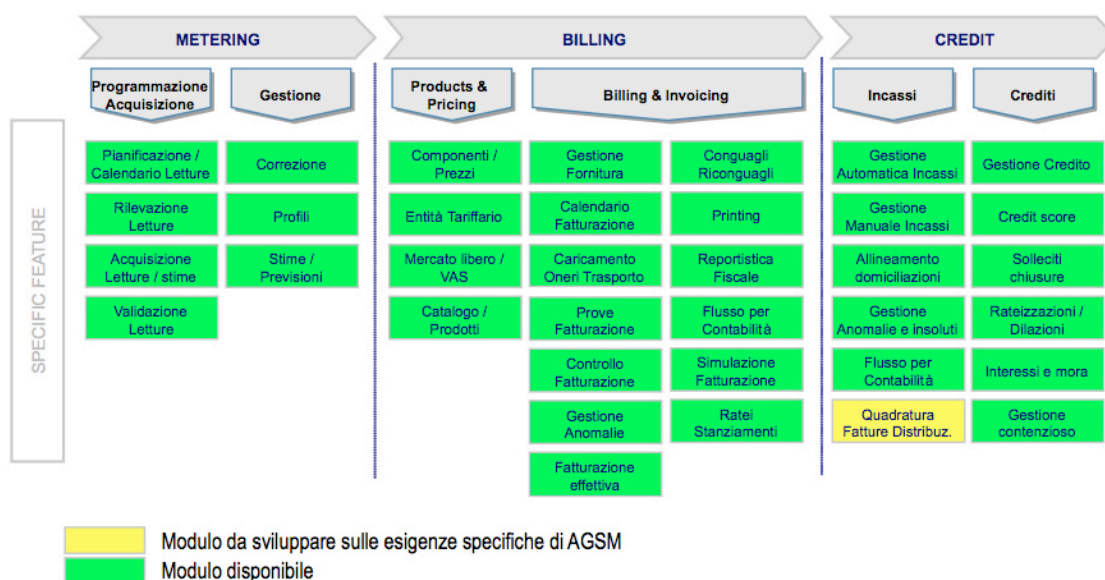 METERING
BILLING
CREDIT
Programmazione
Acquisizione
Gestione
Products &
Pricing
Billing & Invoicing
Incassi
Crediti
SPECIFIC FEATURE
Pianificazione /
Calendario Letture
Rilevazione
Letture
Acquisizione
Letture / stime
Validazione
Letture
Correzione
Profili
Stime /
Previsioni
Componenti /
Prezzi
Entità Tariffario
Mercato libero /
VAS
Catalogo /
Prodotti
Gestione
Fornitura
Calendario
Fatturazione
Caricamento
Oneri Trasporto
Prove
Fatturazione
Controllo
Fatturazione
Gestione
Anomalie
Fatturazione
effettiva
Conguagli
Riconguagli
Printing
Reportistica
Fiscale
Flusso per
Contabilità
Simulazione
Fatturazione
Ratei
Stanziamenti
Gestione
Automatica Incassi
Gestione
Manuale Incassi
Allineamento
domiciliazioni
Gestione
Anomalie e insoluti
Flusso per
Contabilità
Quadratura
Fatture Distribuz.
Gestione Credito
Credit score
Solleciti
chiusure
Rateizzazioni /
Dilazioni
Interessi e mora
Gestione
contenzioso
Modulo da sviluppare sulle esigenze specifiche di AGSM
Modulo disponibile